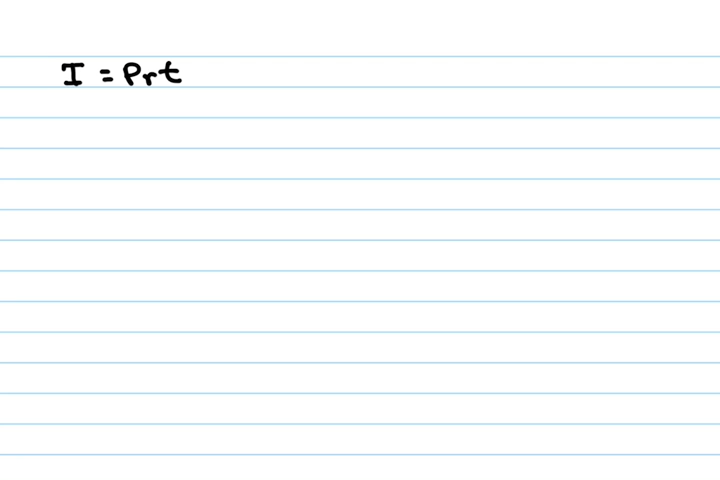 I = Prt